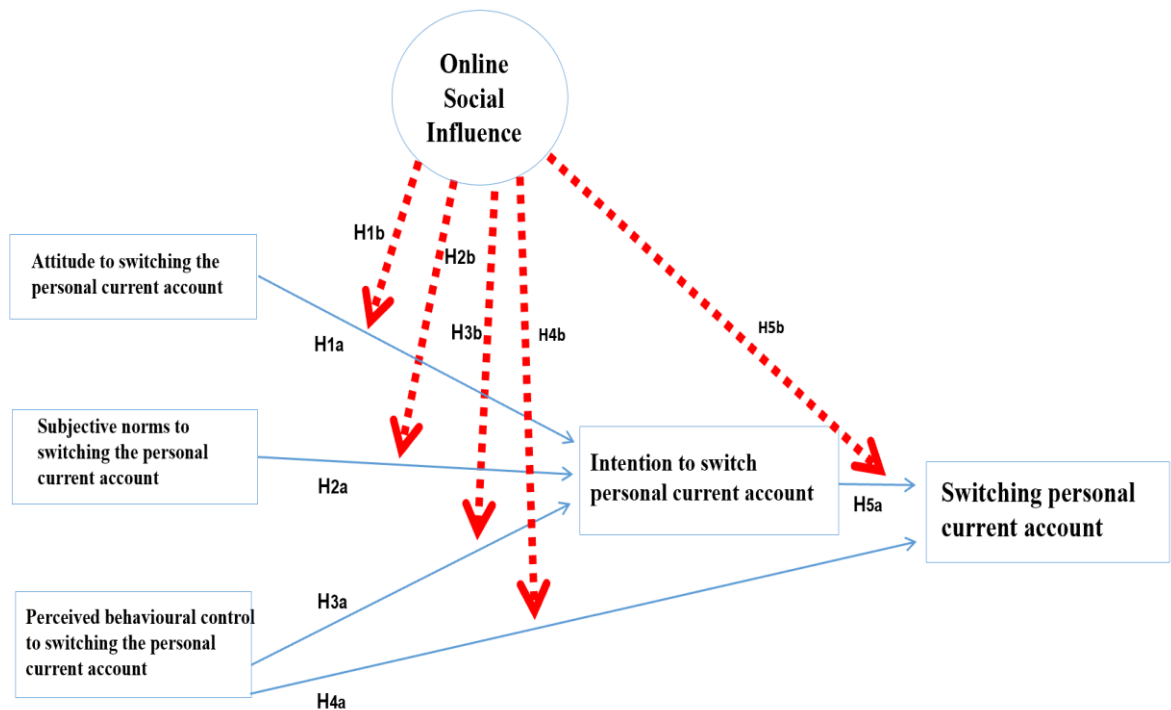 Online
Social
Influence
H1b
H2b
H3b
H4b
H5b
Attitude to switching the
personal current account
H1a
Subjective norms to
switching the personal
current account
H2a
Intention to switch
personal current account
H5a
Switching personal
current account
Perceived behavioural control
to switching the personal
current account
H3a
H4a